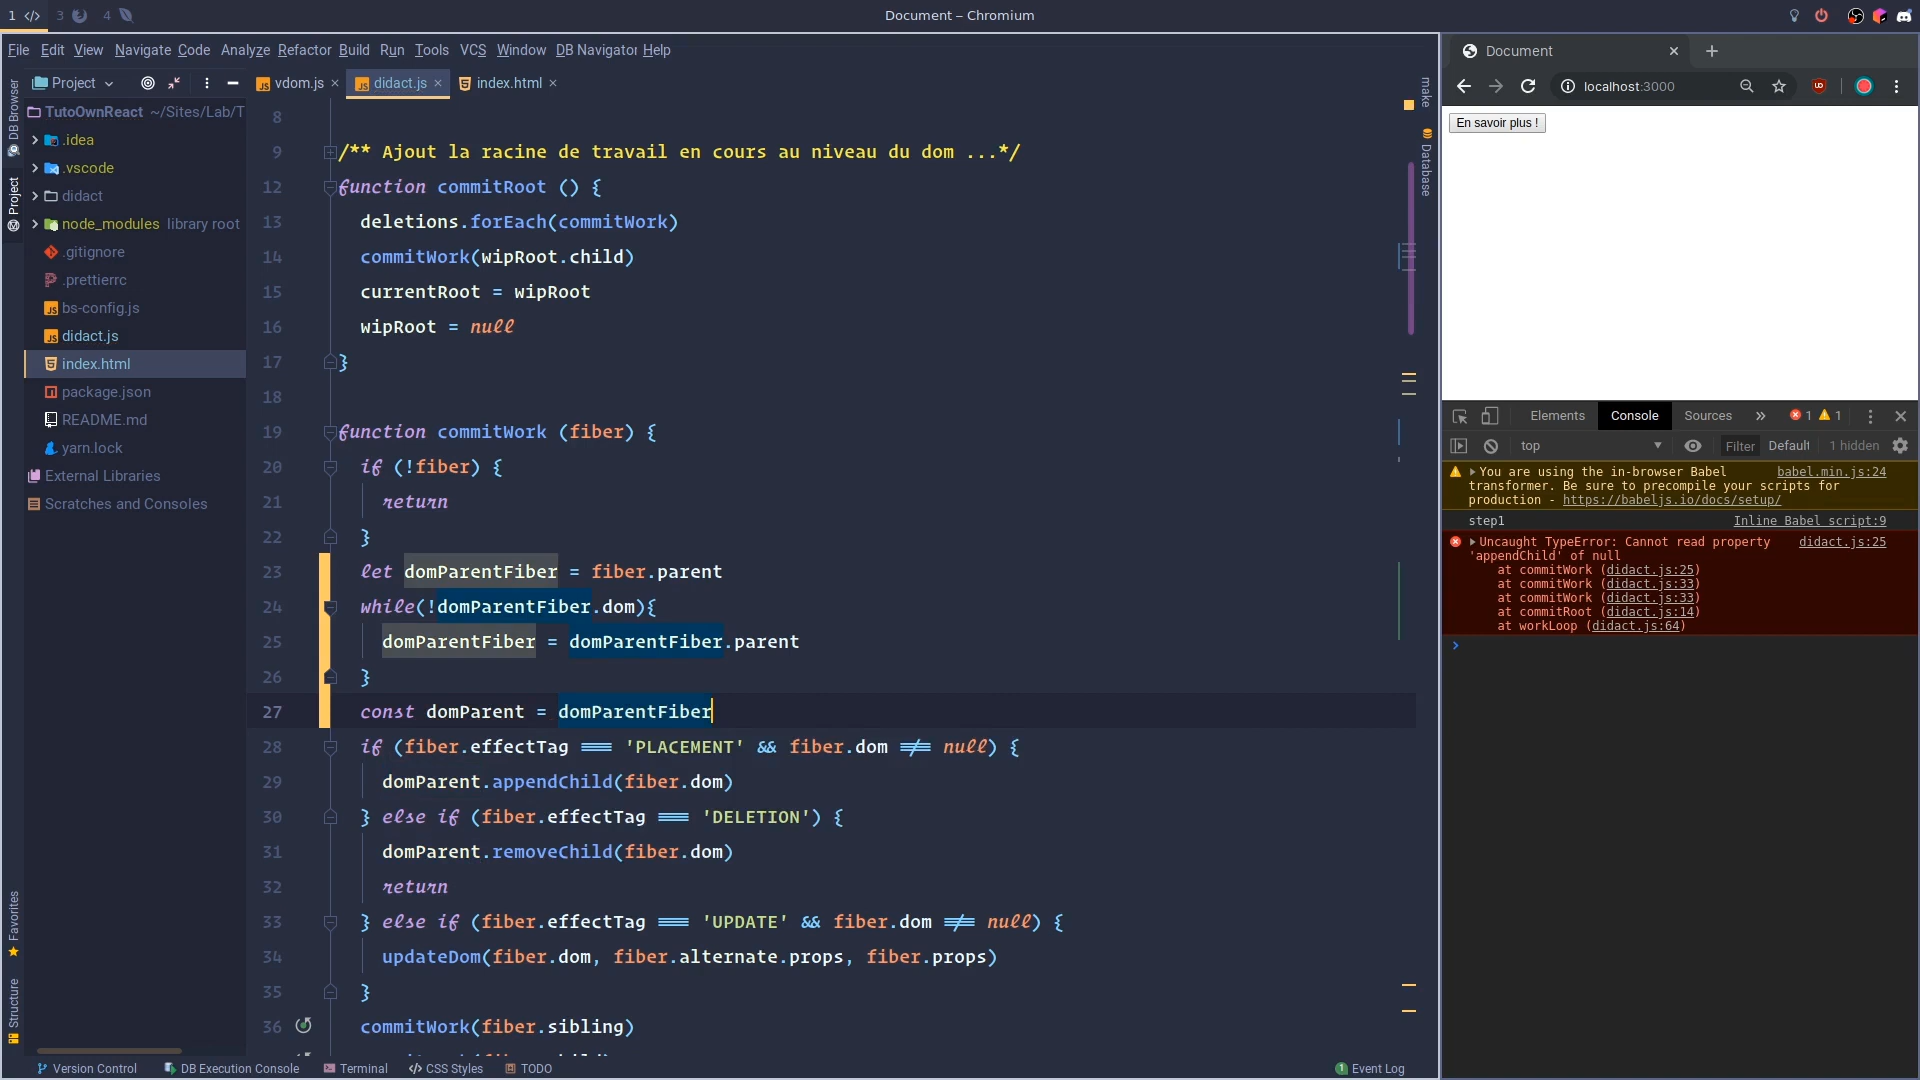 1 </> 3 4
Document – Chromium
File Edit View Navigate Code Analyze Refactor Build Run Tools VCS Window DB Navigator Help
Project
vdom.js × didact.js × index.html ×
TutoOwnReact ~/Sites/Lab/T
.idea
.vscode
didact
node_modules library root
.gitignore
.prettierrc
bs-config.js
didact.js
index.html
package.json
README.md
yarn.lock
External Libraries
Scratches and Consoles
DB Browser
Project
Favorites
Structure
8
9 /** Ajout la racine de travail en cours au niveau du dom ...*/
12 function commitRoot () {
13 deletions.forEach(commitWork)
14 commitWork(wipRoot.child)
15 currentRoot = wipRoot
16 wipRoot = null
17 }
18
19 function commitWork (fiber) {
20 if (!fiber) {
21 return
22 }
23 let domParentFiber = fiber.parent
24 while(!domParentFiber.dom){
25 domParentFiber = domParentFiber.parent
26 }
27 const domParent = domParentFiber
28 if (fiber.effectTag === 'PLACEMENT' && fiber.dom !== null) {
29 domParent.appendChild(fiber.dom)
30 } else if (fiber.effectTag === 'DELETION') {
31 domParent.removeChild(fiber.dom)
32 return
33 } else if (fiber.effectTag === 'UPDATE' && fiber.dom !== null) {
34 updateDom(fiber.dom, fiber.alternate.props, fiber.props)
35 }
36 commitWork(fiber.sibling)
make
Database
Version Control DB Execution Console Terminal </> CSS Styles TODO
1 Event Log
Document × +
localhost:3000
En savoir plus !
Elements Console Sources » 1 1
top Filter Default 1 hidden
You are using the in-browser Babel babel.min.js:24
transformer. Be sure to precompile your scripts for
production - https://babeljs.io/docs/setup/
step1 Inline Babel script:9
Uncaught TypeError: Cannot read property didact.js:25
'appendChild' of null
at commitWork (didact.js:25)
at commitWork (didact.js:33)
at commitWork (didact.js:33)
at commitRoot (didact.js:14)
at workLoop (didact.js:64)